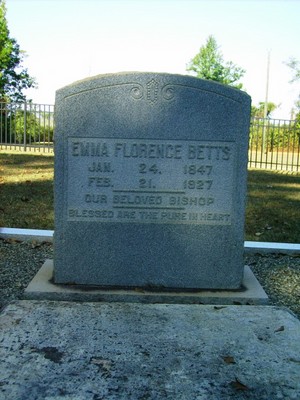 EMMA FLORENCE BETTS
JAN. 24. 1847
FEB. 21. 1927
OUR BELOVED BISHOP
BLESSED ARE THE PURE IN HEART